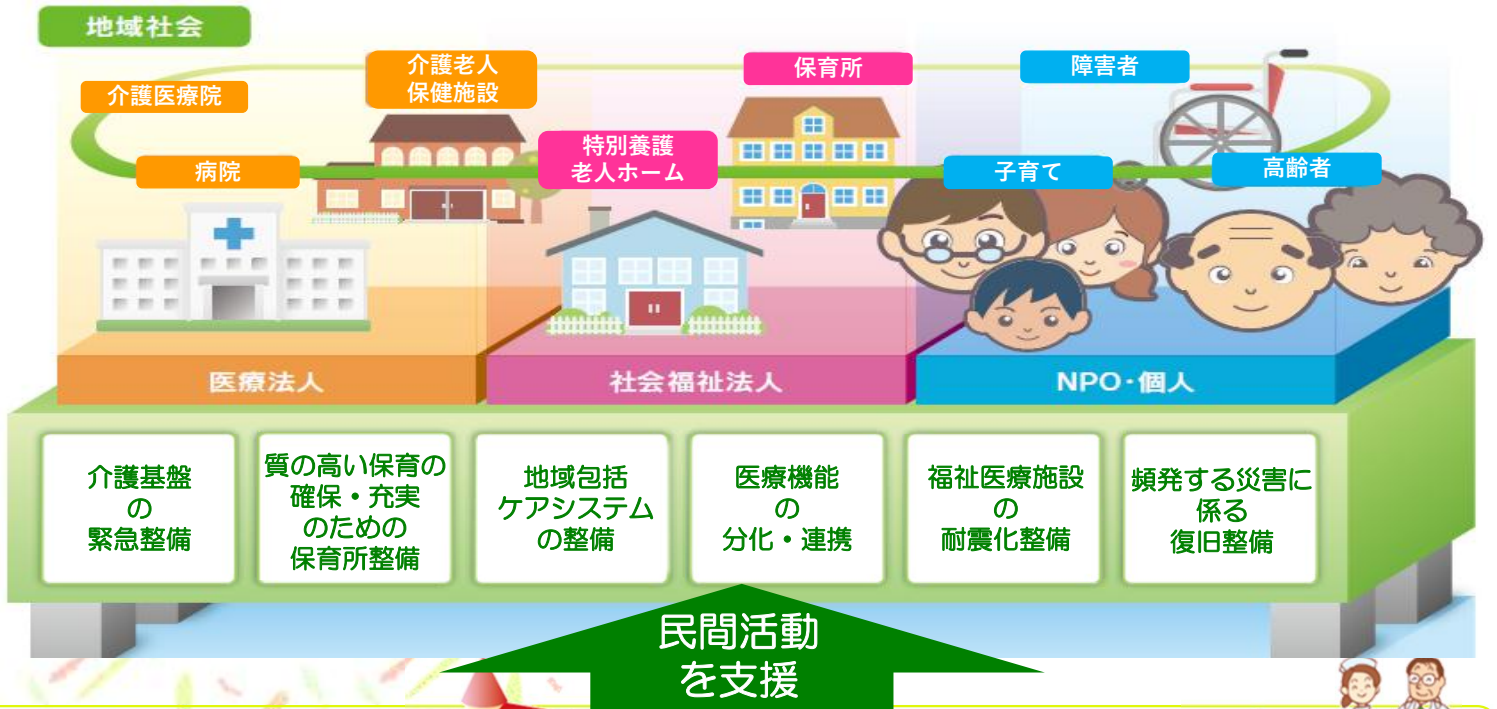 地域社会
介護医療院
介護老人
保健施設
保育所
障害者
病院
特別養護
老人ホーム
子育て
高齢者
医療法人
社会福祉法人
NPO・個人
介護基盤
の
緊急整備
質の高い保育の
確保・充実
のための
保育所整備
地域包括
ケアシステム
の整備
医療機能
の
分化・連携
福祉医療施設
の
耐震化整備
頻発する災害に
係る
復旧整備
民間活動
を支援